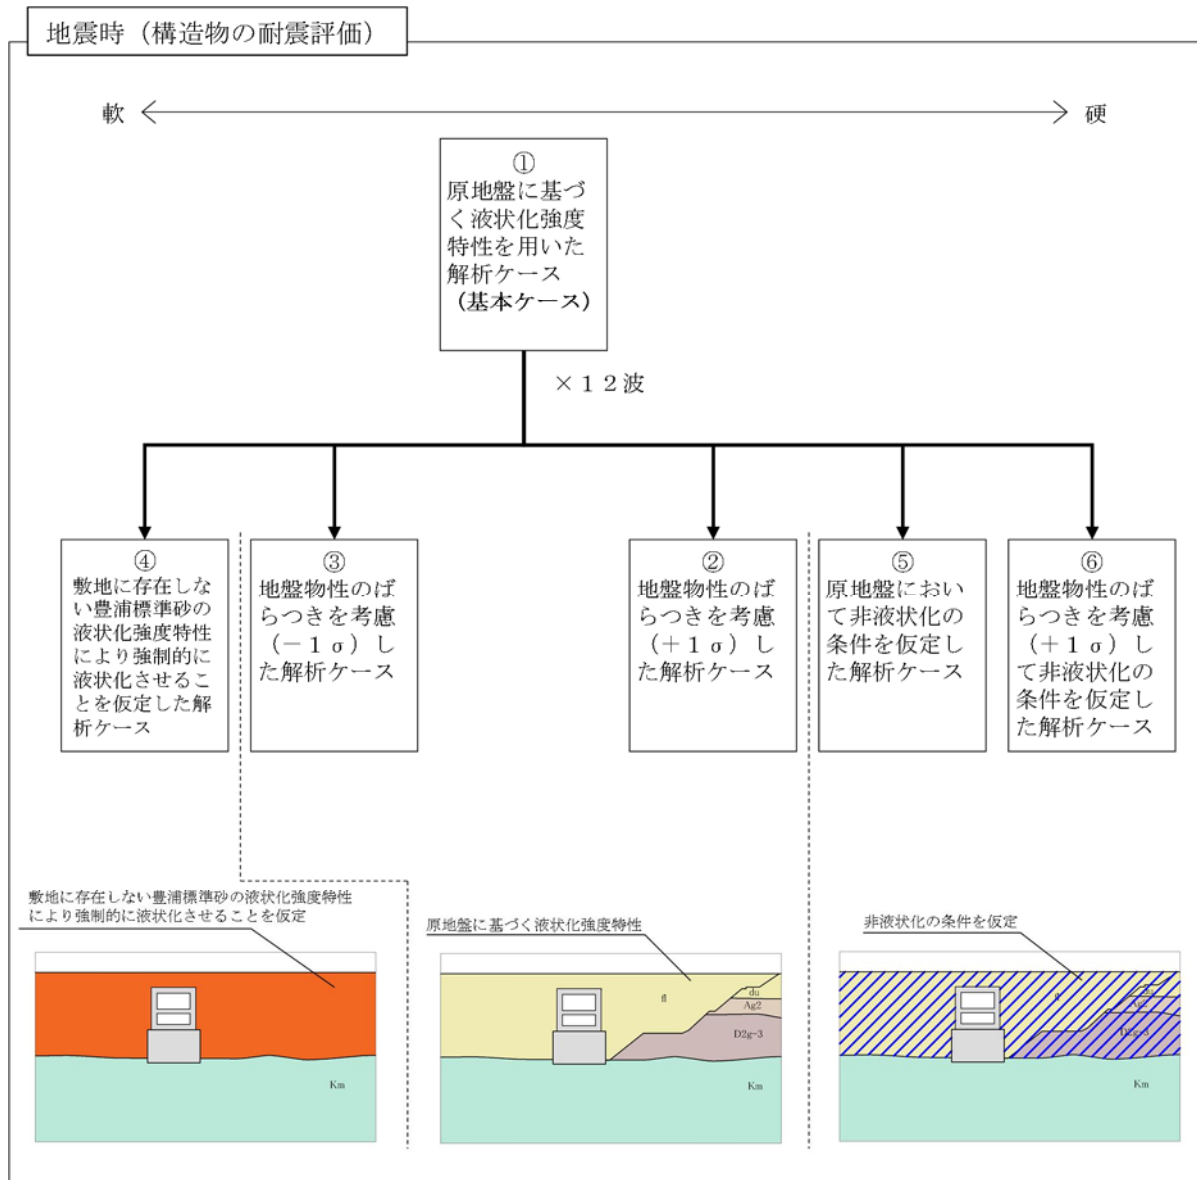 地震時（構造物の耐震評価）
軟
硬
①
原地盤に基づ
く液状化強度
特性を用いた
解析ケース
（基本ケース）
×１２波
④
敷地に存在しな
い豊浦標準砂の
液状化強度特性
により強制的に
液状化させるこ
とを仮定した解
析ケース
③
地盤物性のば
らつきを考慮
（－１σ）し
た解析ケース
②
地盤物性のば
らつきを考慮
（＋１σ）し
た解析ケース
⑤
原地盤におい
て非液状化の
条件を仮定し
た解析ケース
⑥
地盤物性のば
らつきを考慮
（＋１σ）し
て非液状化の
条件を仮定し
た解析ケース
敷地に存在しない豊浦標準砂の液状化強度特性
により強制的に液状化させることを仮定
Km
原地盤に基づく液状化強度特性
fl
du
Ag2
D2g-3
Km
非液状化の条件を仮定
fl
du
Ag2
D2g-3
Km